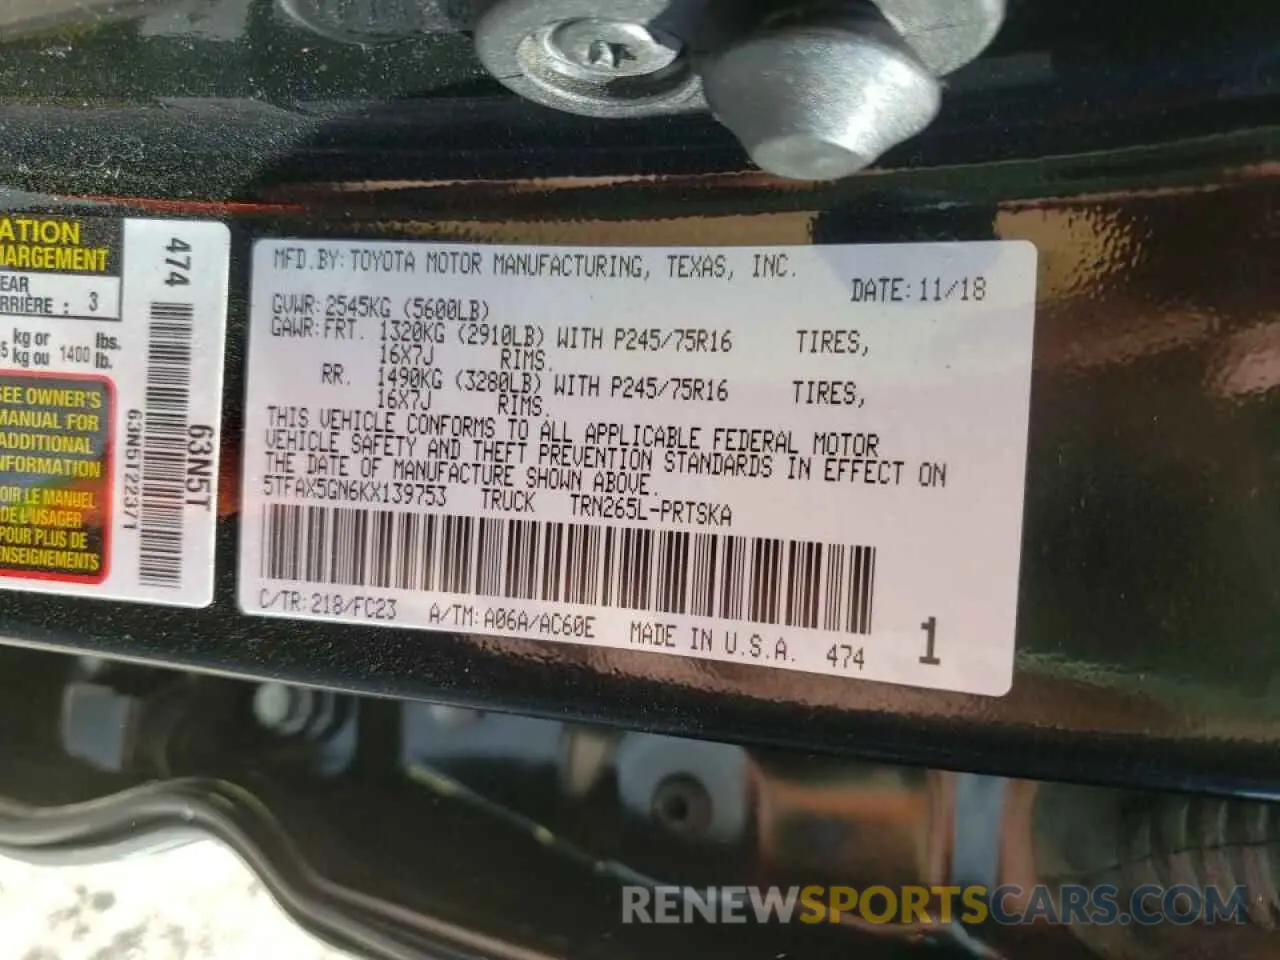 ATION
HARGEMENT
EAR
RRIÈRE : 3
kg or lbs.
5 kg ou 1400 lb.
SEE OWNER'S
MANUAL FOR
ADDITIONAL
NFORMATION
OIR LE MANUEL
DE L'USAGER
POUR PLUS DE
ENSEIGNEMENTS
474
63N5T22371
63N5T
MFD.BY:TOYOTA MOTOR MANUFACTURING, TEXAS, INC.
DATE:11/18
GVWR:2545KG (5600LB)
GAWR:FRT. 1320KG (2910LB) WITH P245/75R16 TIRES,
16X7J RIMS.
RR. 1490KG (3280LB) WITH P245/75R16 TIRES,
16X7J RIMS.
THIS VEHICLE CONFORMS TO ALL APPLICABLE FEDERAL MOTOR
VEHICLE SAFETY AND THEFT PREVENTION STANDARDS IN EFFECT ON
THE DATE OF MANUFACTURE SHOWN ABOVE.
5TFAX5GN6KX139753 TRUCK TRN265L-PRTSKA
C/TR:218/FC23 A/TM:A06A/AC60E MADE IN U.S.A. 474
1
RENEWSPORTSCARS.COM